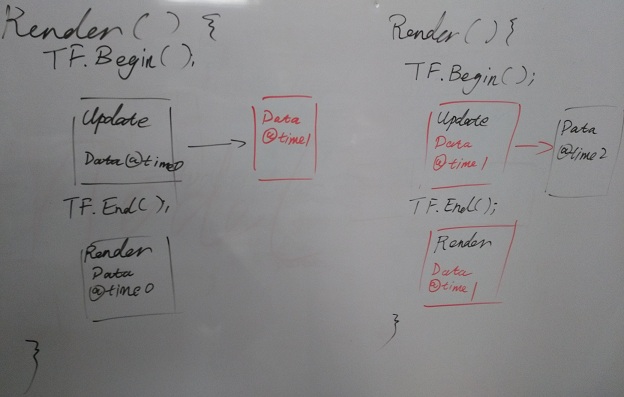 Render() {
TF.Begin();
Update
Data@time0
Data
@time1
TF.End();
Render
Data
@time0
}
Render() {
TF.Begin();
Update
Data
@time1
Data
@time2
TF.End();
Render
Data
@time1
}